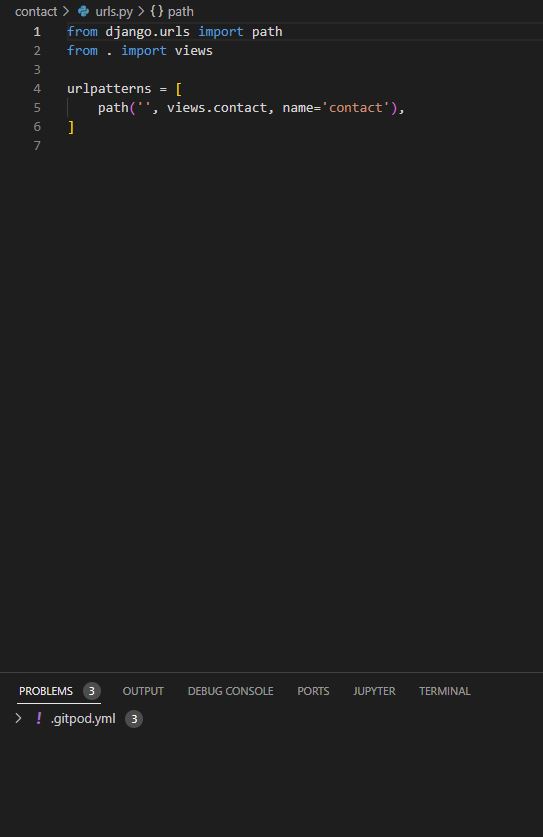 contact > urls.py > {} path
1 from django.urls import path
2 from . import views
3
4 urlpatterns = [
5     path('', views.contact, name='contact'),
6 ]
7
PROBLEMS 3 OUTPUT DEBUG CONSOLE PORTS JUPYTER TERMINAL
> ! .gitpod.yml 3